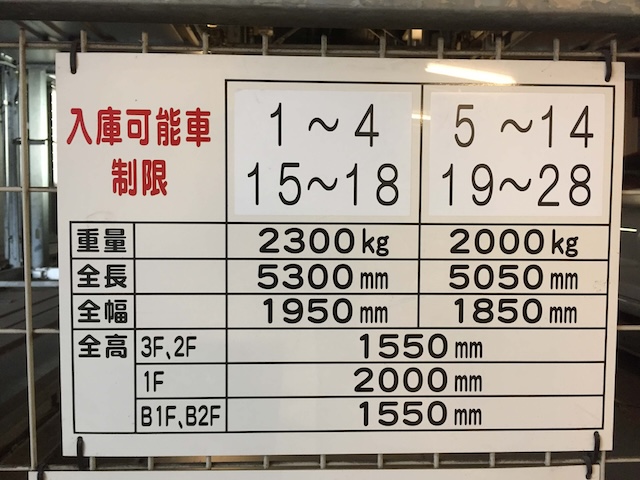 入庫可能車
制限
1～4
15～18
5～14
19～28
重量 2300kg 2000kg
全長 5300mm 5050mm
全幅 1950mm 1850mm
全高 3F、2F 1550mm
1F 2000mm
B1F、B2F 1550mm